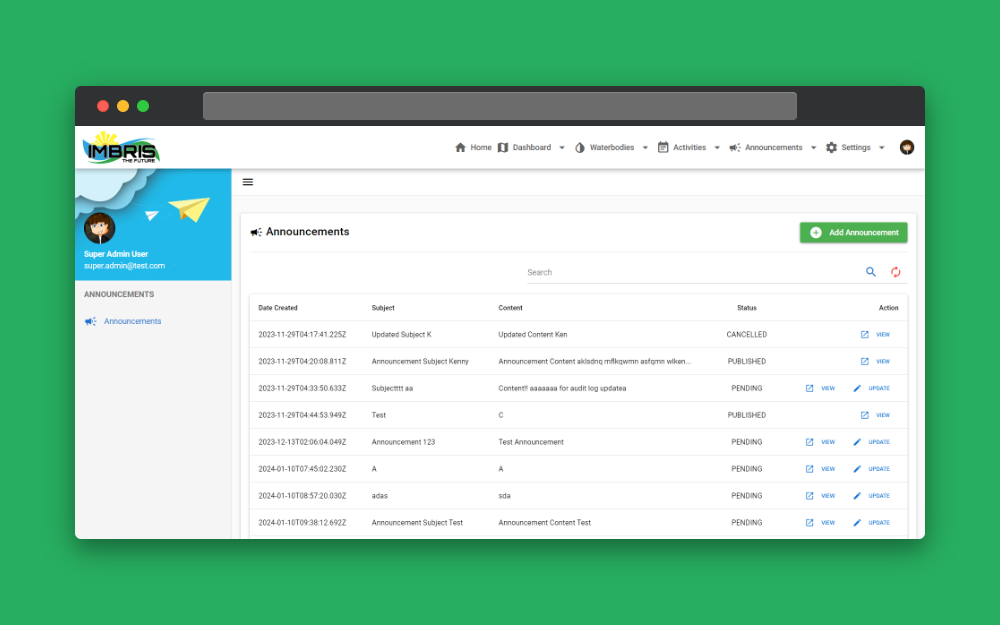 IMBRIS
THE FUTURE
Home Dashboard Waterbodies Activities Announcements Settings
Super Admin User
super.admin@test.com
ANNOUNCEMENTS
Announcements
Announcements
Add Announcement
Search
Date Created Subject Content Status Action
2023-11-29T04:17:41.225Z Updated Subject K Updated Content Ken CANCELLED VIEW
2023-11-29T04:20:08.811Z Announcement Subject Kenny Announcement Content aklsdnq mflkqwmn asfqmn wlken... PUBLISHED VIEW
2023-11-29T04:33:50.633Z Subjectttt aa Content!! aaaaaaa for audit log updatea PENDING VIEW UPDATE
2023-11-29T04:44:53.949Z Test C PUBLISHED VIEW
2023-12-13T02:06:04.049Z Announcement 123 Test Announcement PENDING VIEW UPDATE
2024-01-10T07:45:02.230Z A A PENDING VIEW UPDATE
2024-01-10T08:57:20.030Z adas sda PENDING VIEW UPDATE
2024-01-10T09:38:12.692Z Announcement Subject Test Announcement Content Test PENDING VIEW UPDATE